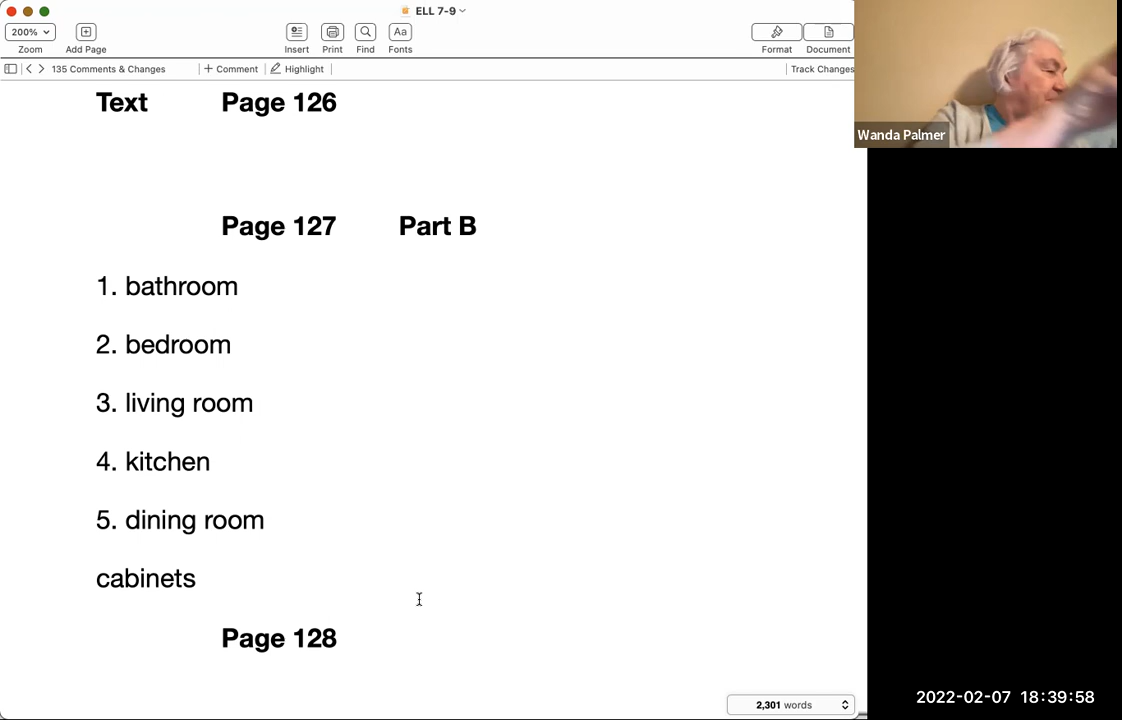 ELL 7-9
200%
Zoom
Add Page
Insert
Print
Find
Aa
Fonts
Format
Document
135 Comments & Changes
+ Comment
Highlight
Track Changes
Wanda Palmer
Text Page 126
Page 127 Part B
1. bathroom
2. bedroom
3. living room
4. kitchen
5. dining room
cabinets
Page 128
2,301 words
2022-02-07 18:39:58